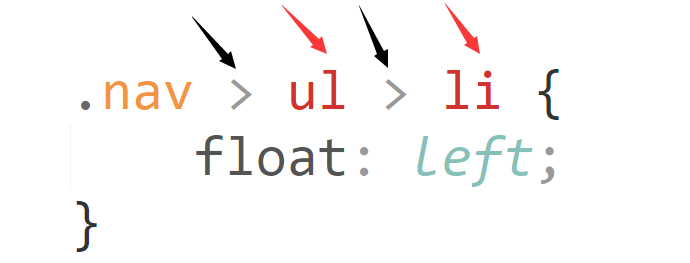 .nav > ul > li {
float: left;
}